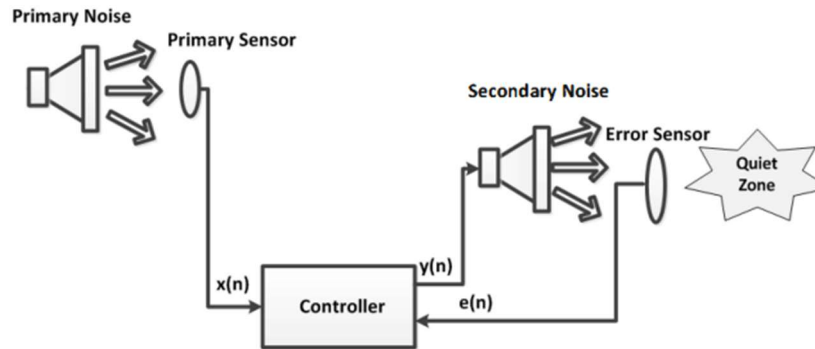 Primary Noise
Primary Sensor
Secondary Noise
Error Sensor
Quiet
Zone
x(n)
Controller
y(n)
e(n)